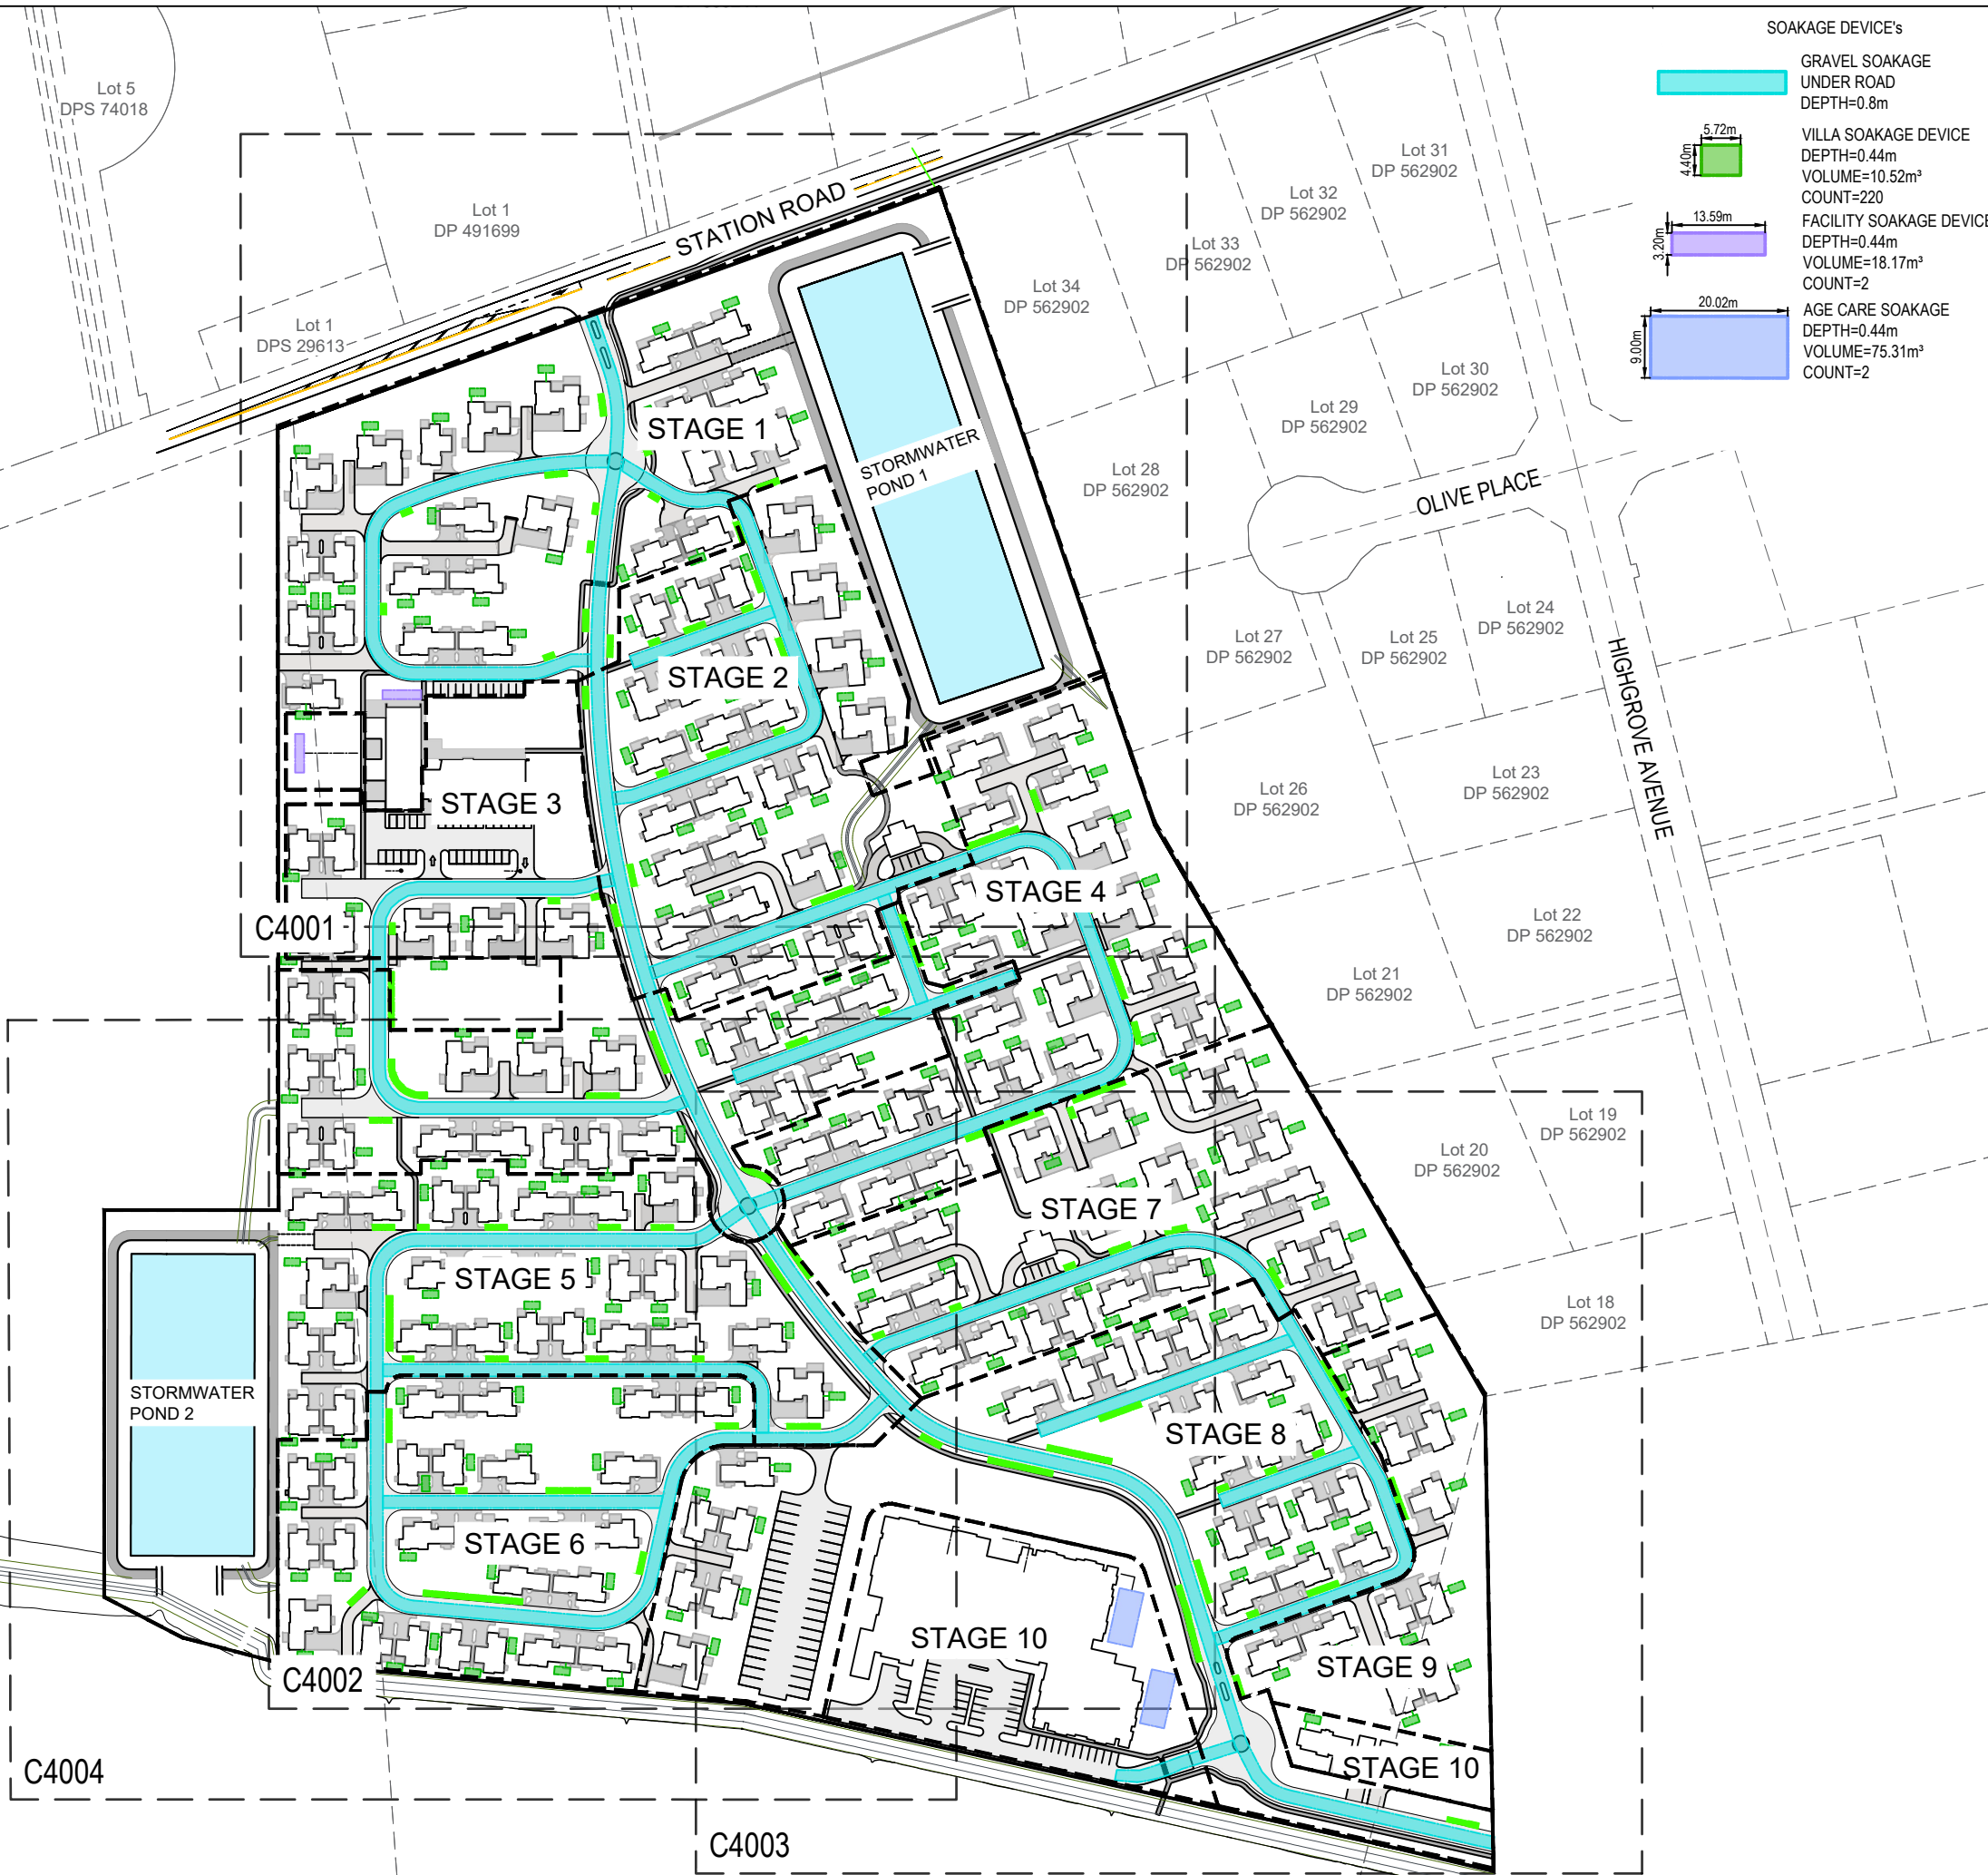 SOAKAGE DEVICE's
GRAVEL SOAKAGE
UNDER ROAD
DEPTH=0.8m
5.72m
4.40m
VILLA SOAKAGE DEVICE
DEPTH=0.44m
VOLUME=10.52m³
COUNT=220
13.59m
3.20m
FACILITY SOAKAGE DEVICE
DEPTH=0.44m
VOLUME=18.17m³
COUNT=2
20.02m
9.00m
AGE CARE SOAKAGE
DEPTH=0.44m
VOLUME=75.31m³
COUNT=2
Lot 5
DPS 74018
Lot 1
DP 491699
Lot 1
DPS 29613
STATION ROAD
Lot 31
DP 562902
Lot 32
DP 562902
Lot 33
DP 562902
Lot 34
DP 562902
Lot 30
DP 562902
Lot 29
DP 562902
Lot 28
DP 562902
OLIVE PLACE
STAGE 1
STORMWATER
POND 1
Lot 24
DP 562902
Lot 25
DP 562902
Lot 27
DP 562902
HIGHGROVE AVENUE
STAGE 2
Lot 23
DP 562902
Lot 26
DP 562902
STAGE 3
STAGE 4
C4001
Lot 22
DP 562902
Lot 21
DP 562902
Lot 19
DP 562902
Lot 20
DP 562902
STAGE 7
STAGE 5
Lot 18
DP 562902
STORMWATER
POND 2
STAGE 8
STAGE 6
STAGE 10
STAGE 9
C4002
STAGE 10
C4004
C4003